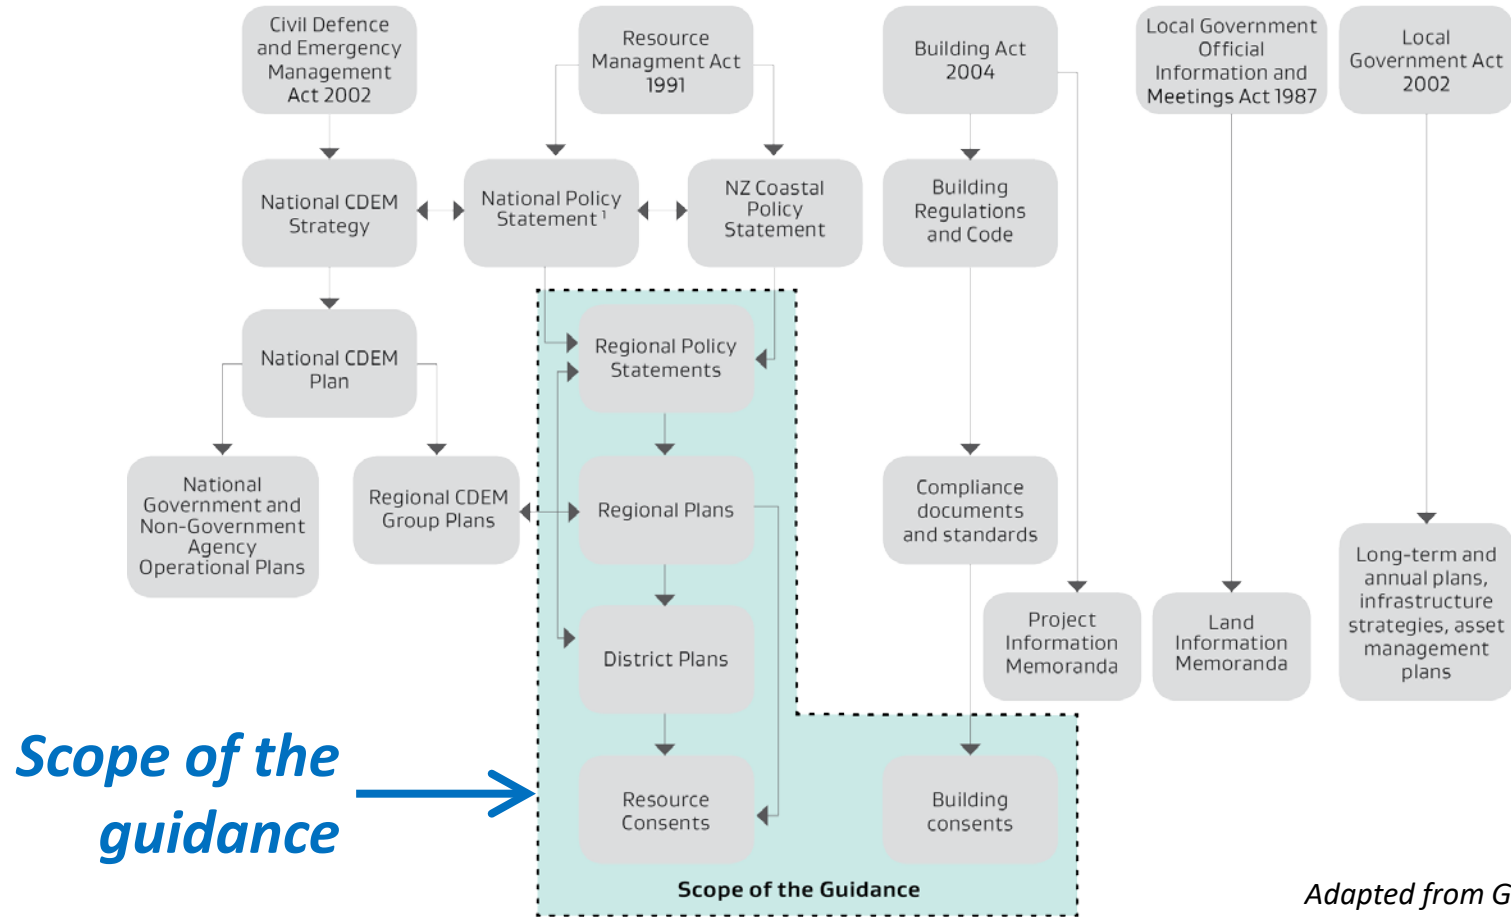 Civil Defence
and Emergency
Management
Act 2002
Resource
Managment Act
1991
Building Act
2004
Local Government
Official
Information and
Meetings Act 1987
Local
Government Act
2002
National CDEM
Strategy
National Policy
Statement ¹
NZ Coastal
Policy
Statement
Building
Regulations
and Code
National CDEM
Plan
Regional Policy
Statements
National
Government and
Non-Government
Agency
Operational Plans
Regional CDEM
Group Plans
Regional Plans
Compliance
documents
and standards
Long-term and
annual plans,
infrastructure
strategies, asset
management
plans
Project
Information
Memoranda
Land
Information
Memoranda
District Plans
Scope of the
guidance
Resource
Consents
Building
consents
Scope of the Guidance
Adapted from G